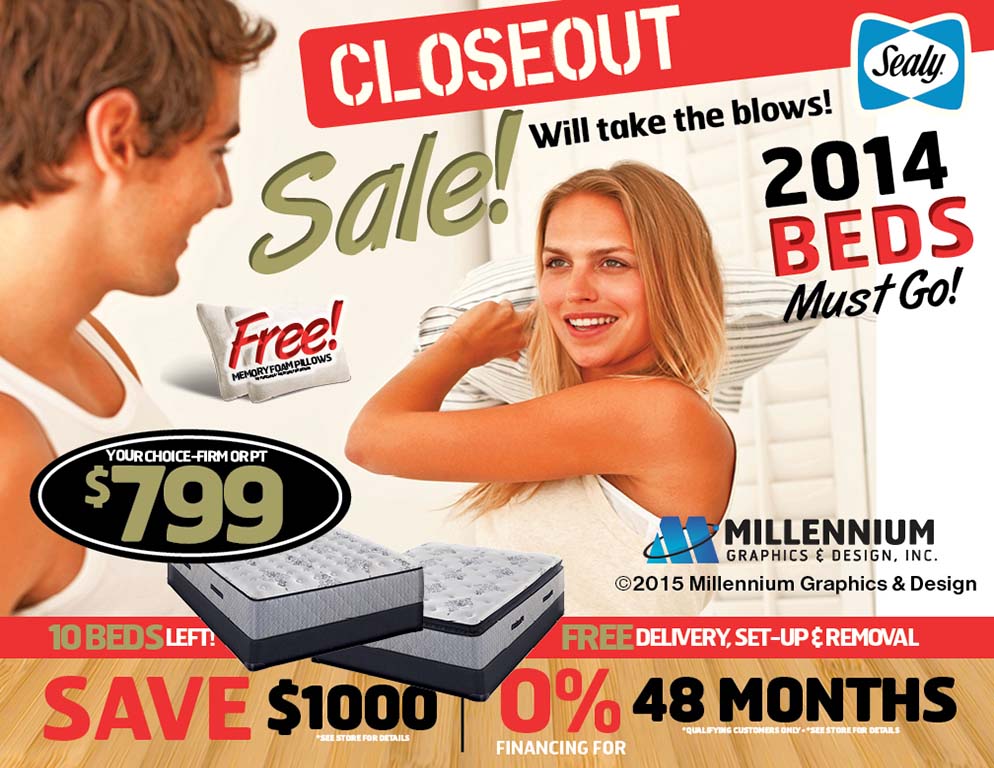 CLOSEOUT
Sealy
Sale!
Will take the blows!
2014
BEDS
Must Go!
Free!
MEMORY FOAM PILLOWS
YOUR CHOICE-FIRM OR PT
$799
MILLENNIUM
GRAPHICS & DESIGN, INC.
©2015 Millennium Graphics & Design
10 BEDS LEFT!
FREE DELIVERY, SET-UP & REMOVAL
SAVE $1000
*SEE STORE FOR DETAILS
0% 48 MONTHS
FINANCING FOR
*QUALIFYING CUSTOMERS ONLY - *SEE STORE FOR DETAILS